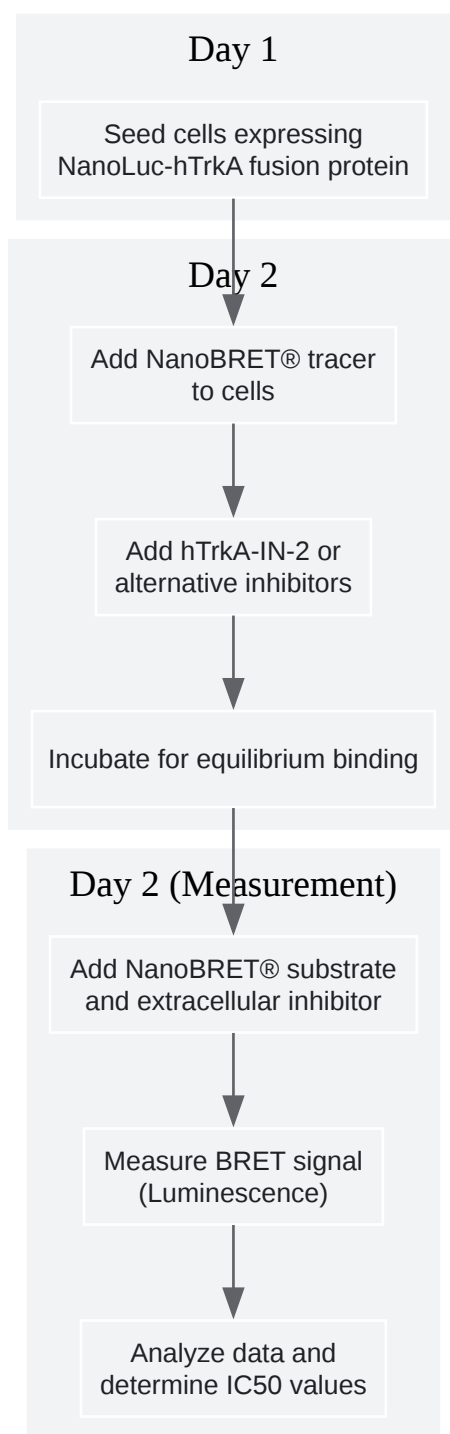 Day 1
Seed cells expressing
NanoLuc-hTrkA fusion protein
Day 2
Add NanoBRET® tracer
to cells
Add hTrkA-IN-2 or
alternative inhibitors
Incubate for equilibrium binding
Day 2 (Measurement)
Add NanoBRET® substrate
and extracellular inhibitor
Measure BRET signal
(Luminescence)
Analyze data and
determine IC50 values